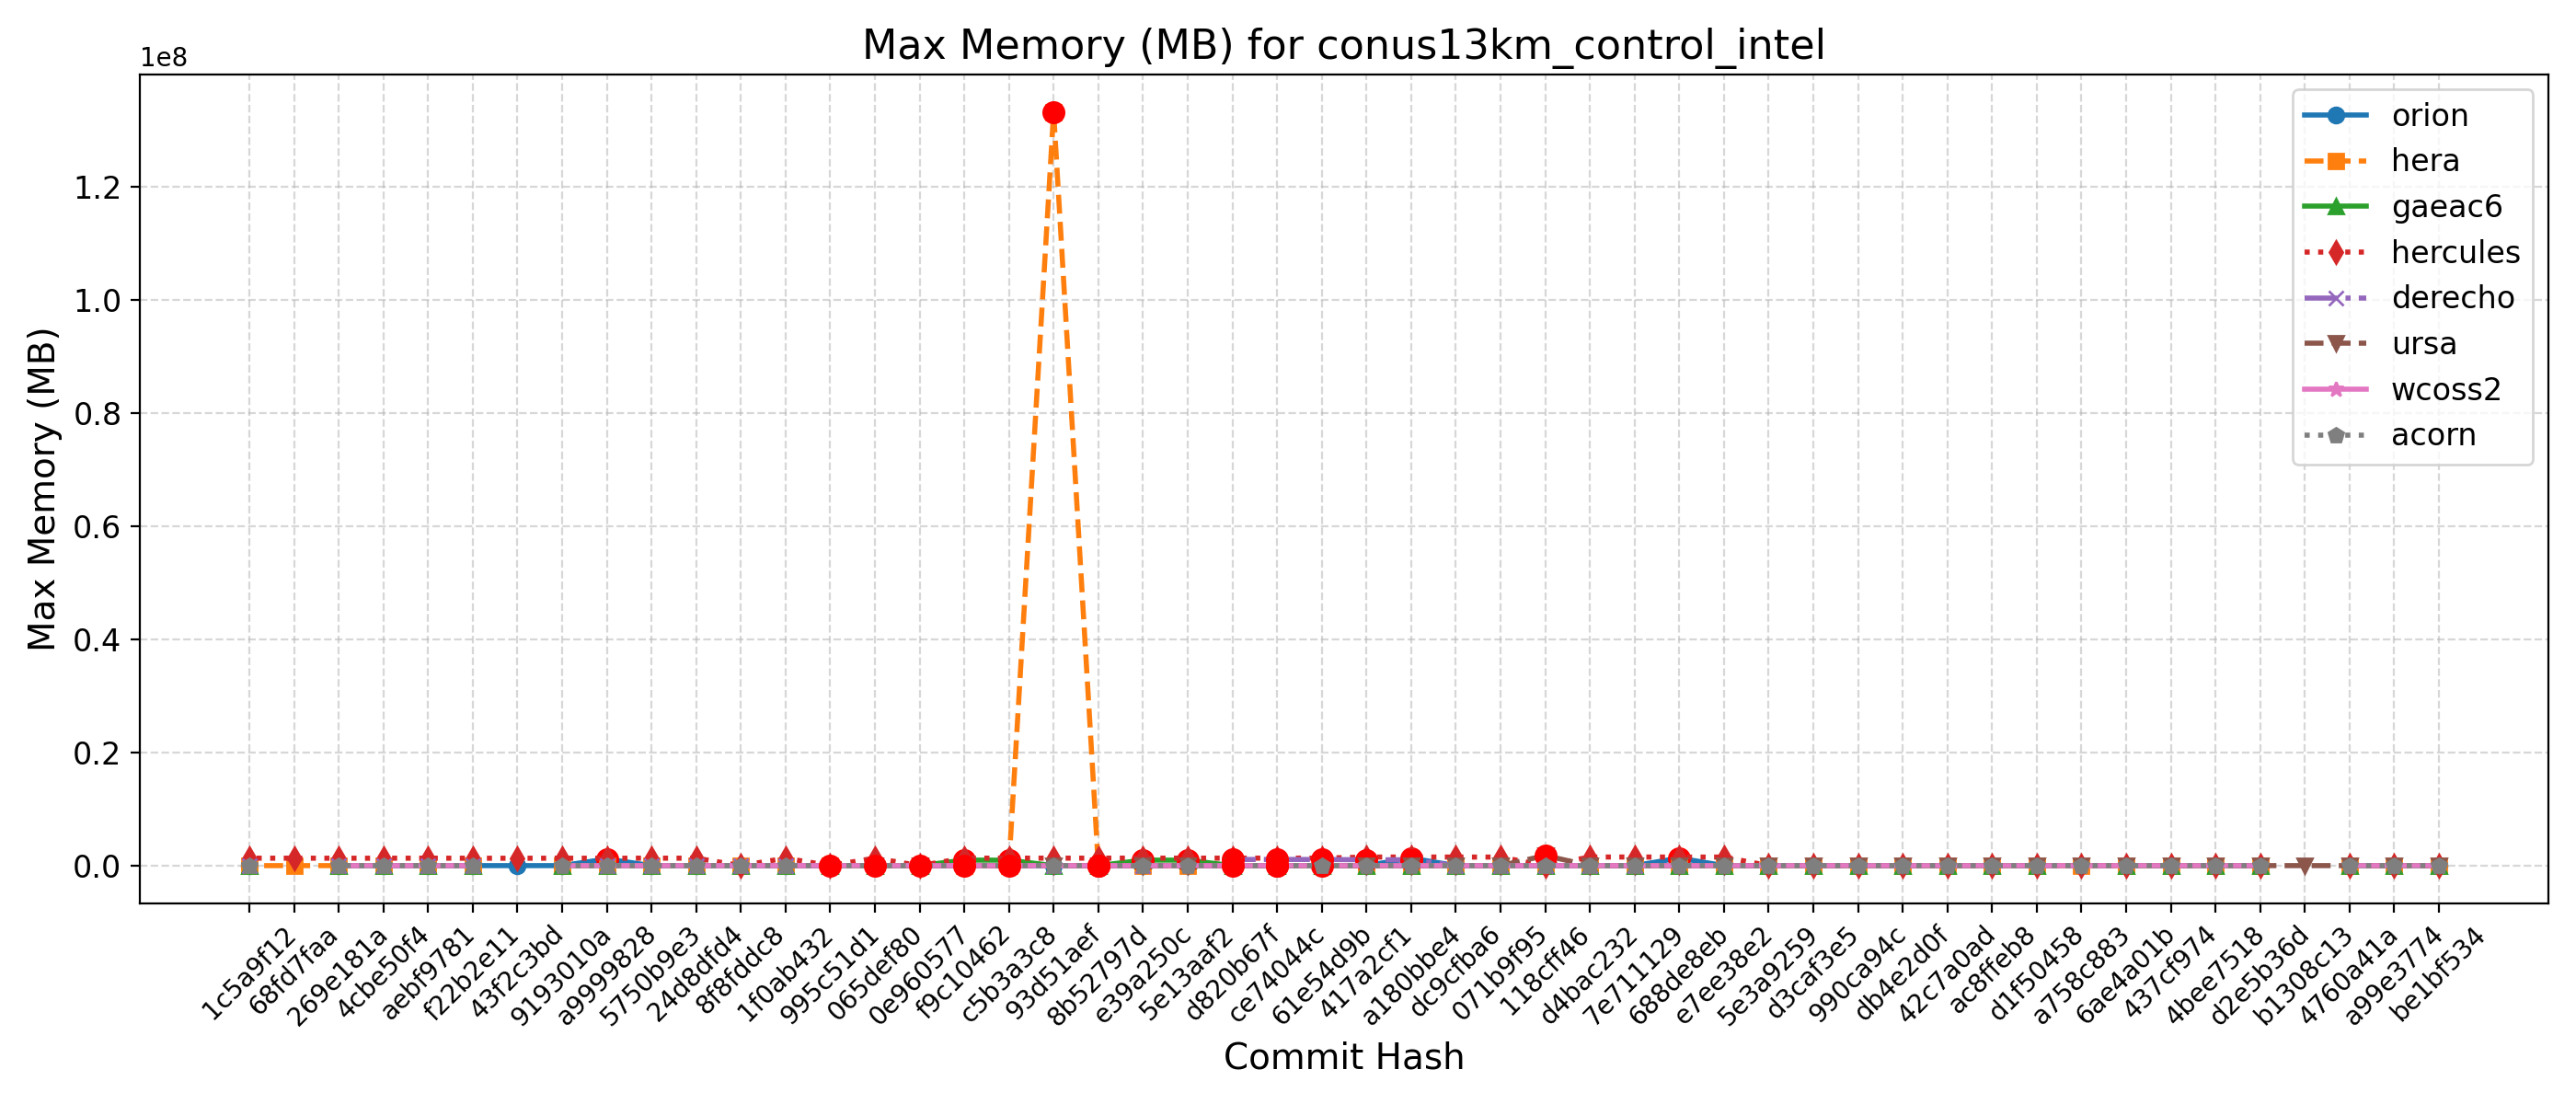 Max Memory (MB) for conus13km_control_intel
1e8
1.2
1.0
0.8
0.6
0.4
0.2
0.0
Max Memory (MB)
orion
hera
gaeac6
hercules
derecho
ursa
wcoss2
acorn
1c5a9f12
68fd7faa
269e181a
4cbe50f4
aebf9781
f22b2e11
43f2c3bd
9193010a
a9999828
5750b9e3
24d8dfd4
8f8fddc8
1f0ab432
995c51d1
065def80
0e960577
f9c10462
c5b3a3c8
93d51aef
8b52797d
e39a250c
5e13aaf2
d820b67f
ce74044c
61e54d9b
417a2cf1
a180bbe4
dc9cfba6
071b9f95
118cff46
d4bac232
7e711129
688de8eb
e7ee38e2
5e3a9259
d3caf3e5
990ca94c
db4e2d0f
42c7a0ad
ac8ffeb8
d1f50458
a758c883
6ae4a01b
437cf974
4bee7518
d2e5b36d
b1308c13
4760a41a
a99e3774
be1bf534
Commit Hash